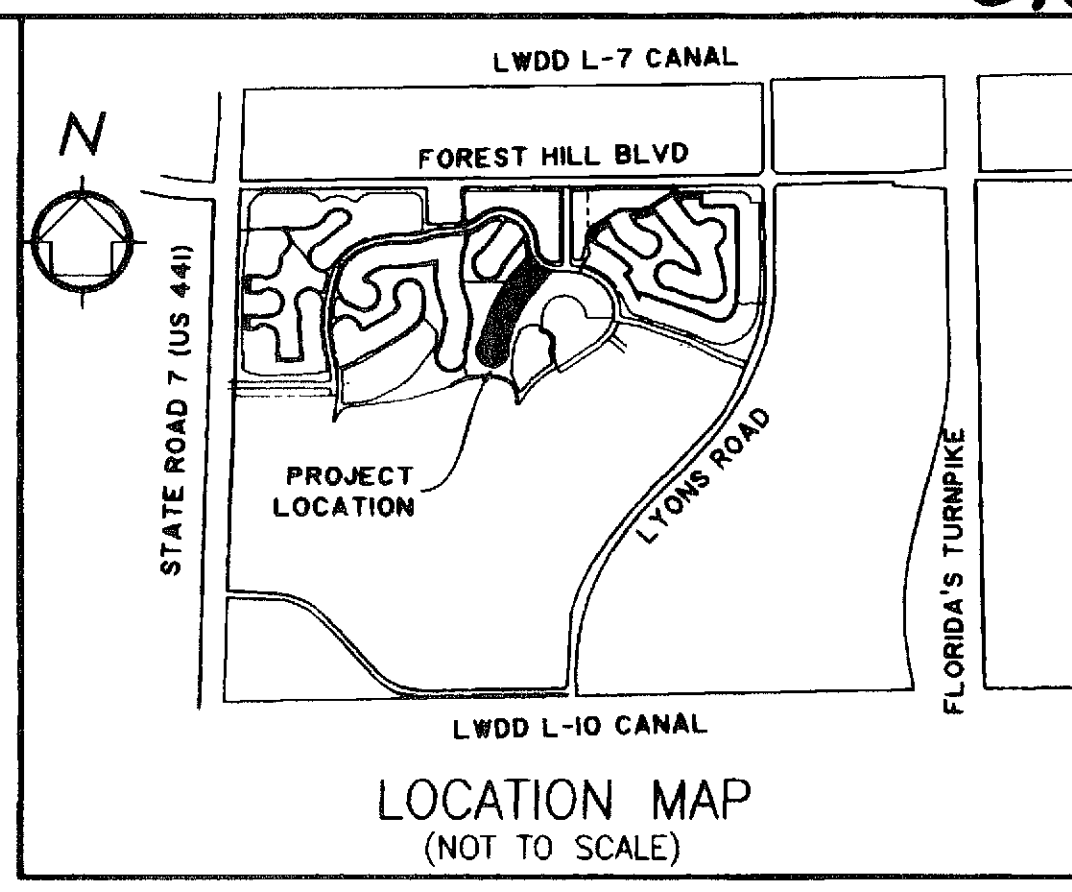 LWDD L-7 CANAL
N
FOREST HILL BLVD
STATE ROAD 7 (US 441)
PROJECT
LOCATION
LYONS ROAD
FLORIDA'S TURNPIKE
LWDD L-10 CANAL
LOCATION MAP
(NOT TO SCALE)